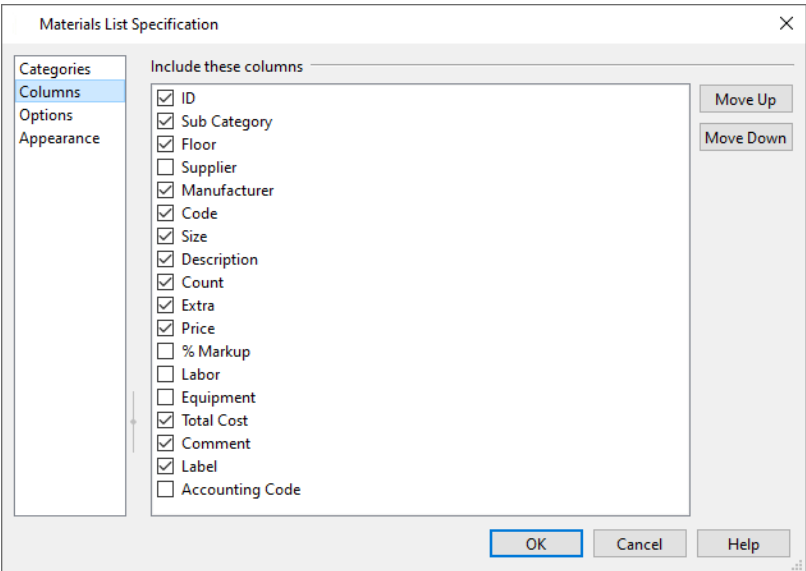 Materials List Specification
Categories
Columns
Options
Appearance
Include these columns
ID
Sub Category
Floor
Supplier
Manufacturer
Code
Size
Description
Count
Extra
Price
% Markup
Labor
Equipment
Total Cost
Comment
Label
Accounting Code
Move Up
Move Down
OK
Cancel
Help